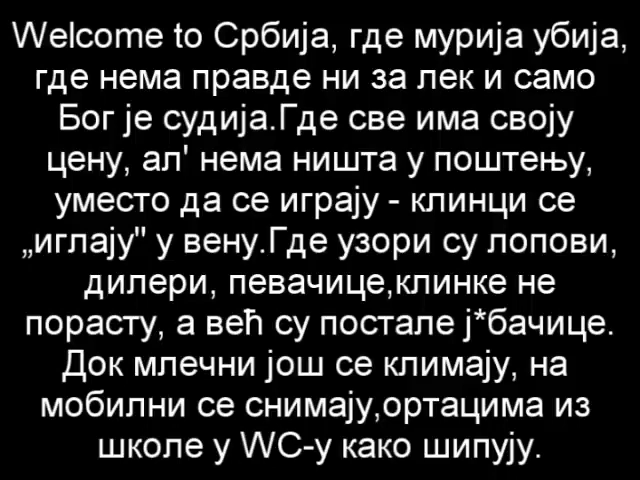 Welcome to Србија, где мурија убија,
где нема правде ни за лек и само
Бог је судија.Где све има своју
цену, ал' нема ништа у поштењу,
уместо да се играју - клинци се
„иглају" у вену.Где узори су лопови,
дилери, певачице,клинке не
порасту, а већ су постале ј*бачице.
Док млечни још се климају, на
мобилни се снимају,ортацима из
школе у WC-у како шипују.